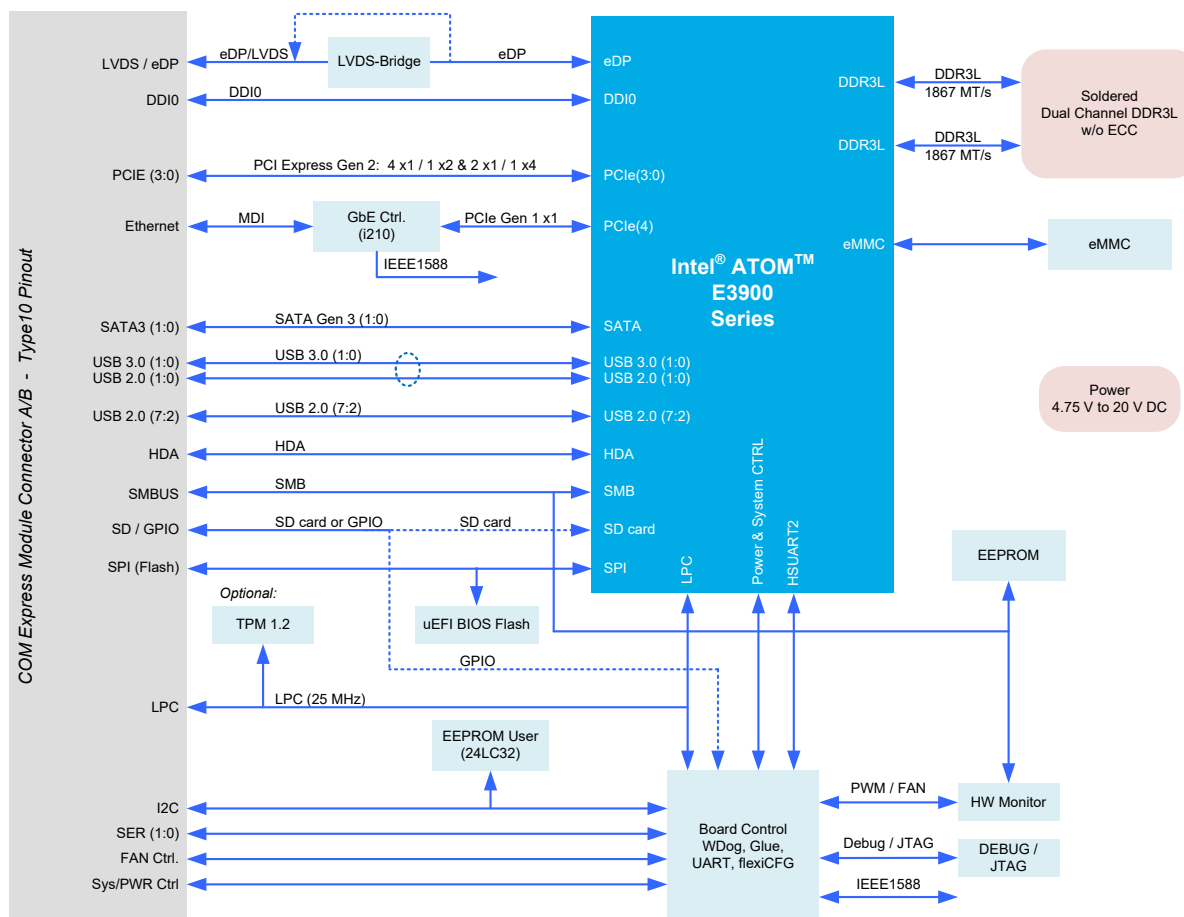 COM Express Module Connector A/B - Type10 Pinout
LVDS / eDP
eDP/LVDS
LVDS-Bridge
eDP
eDP
DDI0
DDI0
DDI0
PCIE (3:0)
PCI Express Gen 2: 4 x1 / 1 x2 & 2 x1 / 1 x4
PCIe(3:0)
Ethernet
MDI
GbE Ctrl.
(i210)
PCIe Gen 1 x1
PCIe(4)
IEEE1588
SATA3 (1:0)
SATA Gen 3 (1:0)
SATA
USB 3.0 (1:0)
USB 3.0 (1:0)
USB 3.0 (1:0)
USB 2.0 (1:0)
USB 2.0 (1:0)
USB 2.0 (7:2)
USB 2.0 (7:2)
USB 2.0 (7:2)
HDA
HDA
HDA
SMBUS
SMB
SMB
SD / GPIO
SD card or GPIO
SD card
SD card
SPI (Flash)
SPI
uEFI BIOS Flash
Optional:
TPM 1.2
GPIO
LPC
LPC (25 MHz)
Intel® ATOM™
E3900
Series
DDR3L
DDR3L
1867 MT/s
DDR3L
DDR3L
1867 MT/s
Soldered
Dual Channel DDR3L
w/o ECC
eMMC
eMMC
Power
4.75 V to 20 V DC
LPC
Power & System CTRL
HSUART2
EEPROM
EEPROM User
(24LC32)
I2C
SER (1:0)
FAN Ctrl.
Sys/PWR Ctrl
Board Control
WDog, Glue,
UART, flexiCFG
PWM / FAN
HW Monitor
Debug / JTAG
DEBUG /
JTAG
IEEE1588